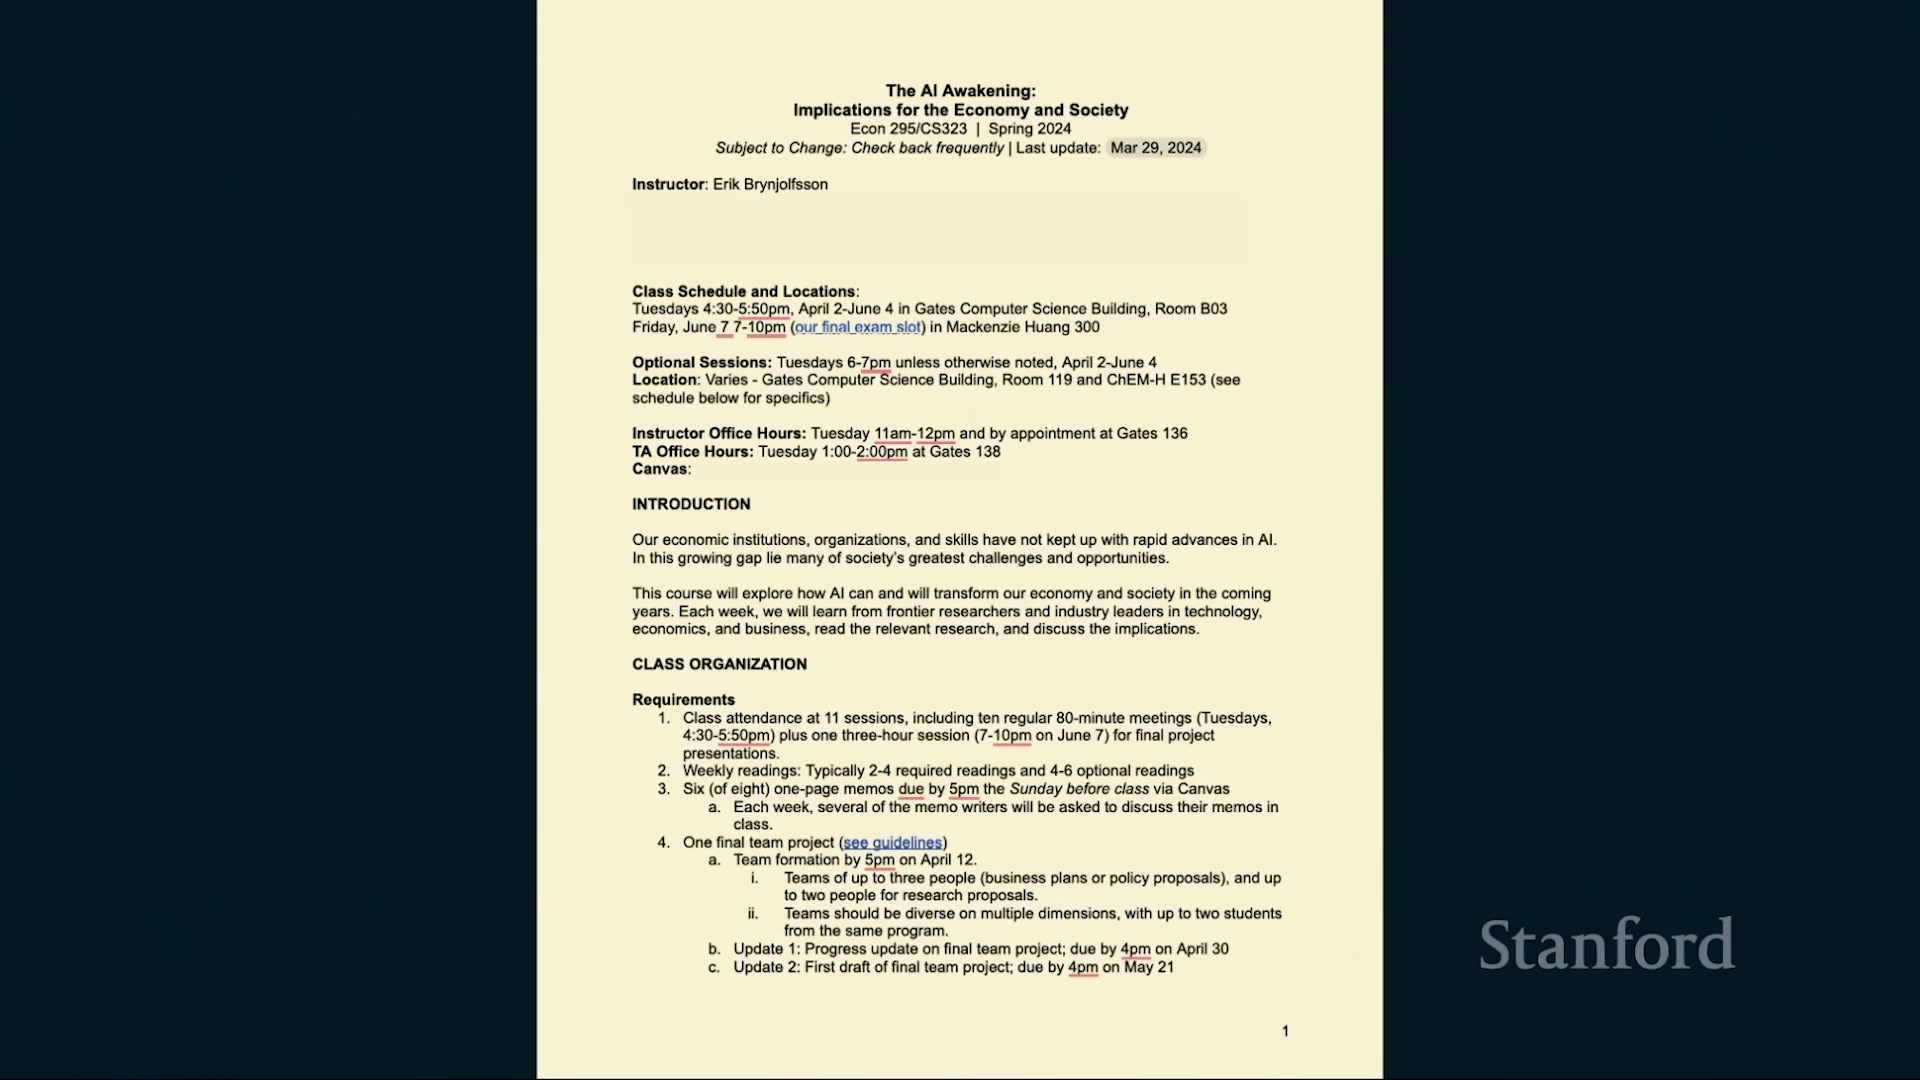 The AI Awakening:
Implications for the Economy and Society
Econ 295/CS323 | Spring 2024
Subject to Change: Check back frequently | Last update: Mar 29, 2024
Instructor: Erik Brynjolfsson
Class Schedule and Locations:
Tuesdays 4:30-5:50pm, April 2-June 4 in Gates Computer Science Building, Room B03
Friday, June 7 7-10pm (our final exam slot) in Mackenzie Huang 300
Optional Sessions: Tuesdays 6-7pm unless otherwise noted, April 2-June 4
Location: Varies - Gates Computer Science Building, Room 119 and ChEM-H E153 (see
schedule below for specifics)
Instructor Office Hours: Tuesday 11am-12pm and by appointment at Gates 136
TA Office Hours: Tuesday 1:00-2:00pm at Gates 138
Canvas:
INTRODUCTION
Our economic institutions, organizations, and skills have not kept up with rapid advances in AI.
In this growing gap lie many of society's greatest challenges and opportunities.
This course will explore how AI can and will transform our economy and society in the coming
years. Each week, we will learn from frontier researchers and industry leaders in technology,
economics, and business, read the relevant research, and discuss the implications.
CLASS ORGANIZATION
Requirements
1. Class attendance at 11 sessions, including ten regular 80-minute meetings (Tuesdays,
4:30-5:50pm) plus one three-hour session (7-10pm on June 7) for final project
presentations.
2. Weekly readings: Typically 2-4 required readings and 4-6 optional readings
3. Six (of eight) one-page memos due by 5pm the Sunday before class via Canvas
a. Each week, several of the memo writers will be asked to discuss their memos in
class.
4. One final team project (see guidelines)
a. Team formation by 5pm on April 12.
i. Teams of up to three people (business plans or policy proposals), and up
to two people for research proposals.
ii. Teams should be diverse on multiple dimensions, with up to two students
from the same program.
b. Update 1: Progress update on final team project; due by 4pm on April 30
c. Update 2: First draft of final team project; due by 4pm on May 21
1
Stanford